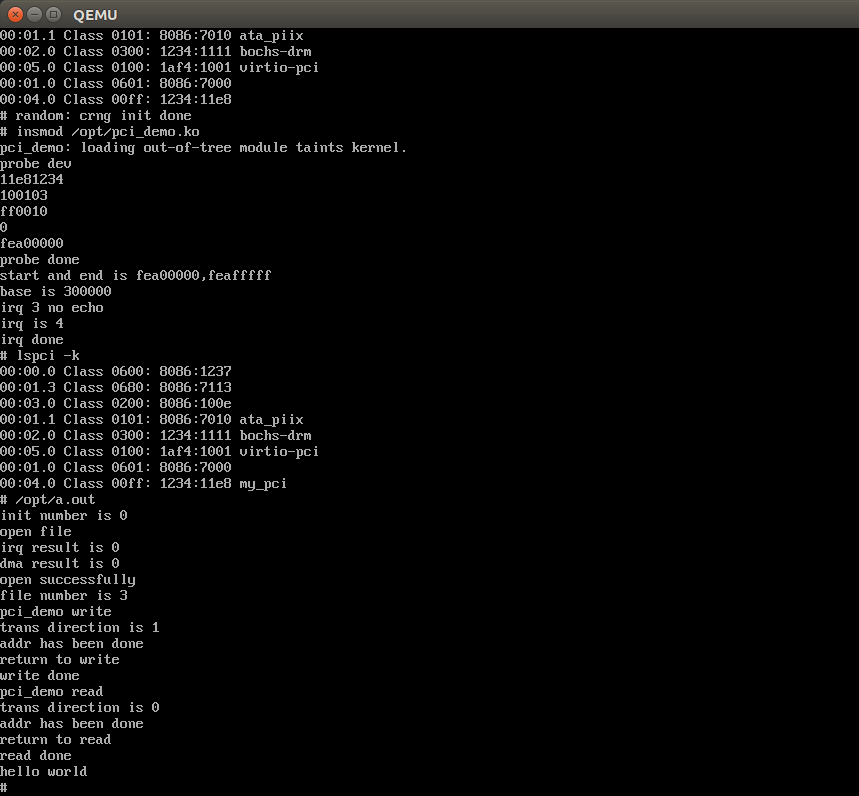 QEMU
00:01.1 Class 0101: 8086:7010 ata_piix
00:02.0 Class 0300: 1234:1111 bochs-drm
00:05.0 Class 0100: 1af4:1001 virtio-pci
00:01.0 Class 0601: 8086:7000
00:04.0 Class 00ff: 1234:11e8
# random: crng init done
# insmod /opt/pci_demo.ko
pci_demo: loading out-of-tree module taints kernel.
probe dev
11e81234
100103
ff0010
0
fea00000
probe done
start and end is fea00000,feafffff
base is 300000
irq 3 no echo
irq is 4
irq done
# lspci -k
00:00.0 Class 0600: 8086:1237
00:01.3 Class 0680: 8086:7113
00:03.0 Class 0200: 8086:100e
00:01.1 Class 0101: 8086:7010 ata_piix
00:02.0 Class 0300: 1234:1111 bochs-drm
00:05.0 Class 0100: 1af4:1001 virtio-pci
00:01.0 Class 0601: 8086:7000
00:04.0 Class 00ff: 1234:11e8 my_pci
# /opt/a.out
init number is 0
open file
irq result is 0
dma result is 0
open successfully
file number is 3
pci_demo write
trans direction is 1
addr has been done
return to write
write done
pci_demo read
trans direction is 0
addr has been done
return to read
read done
hello world
#